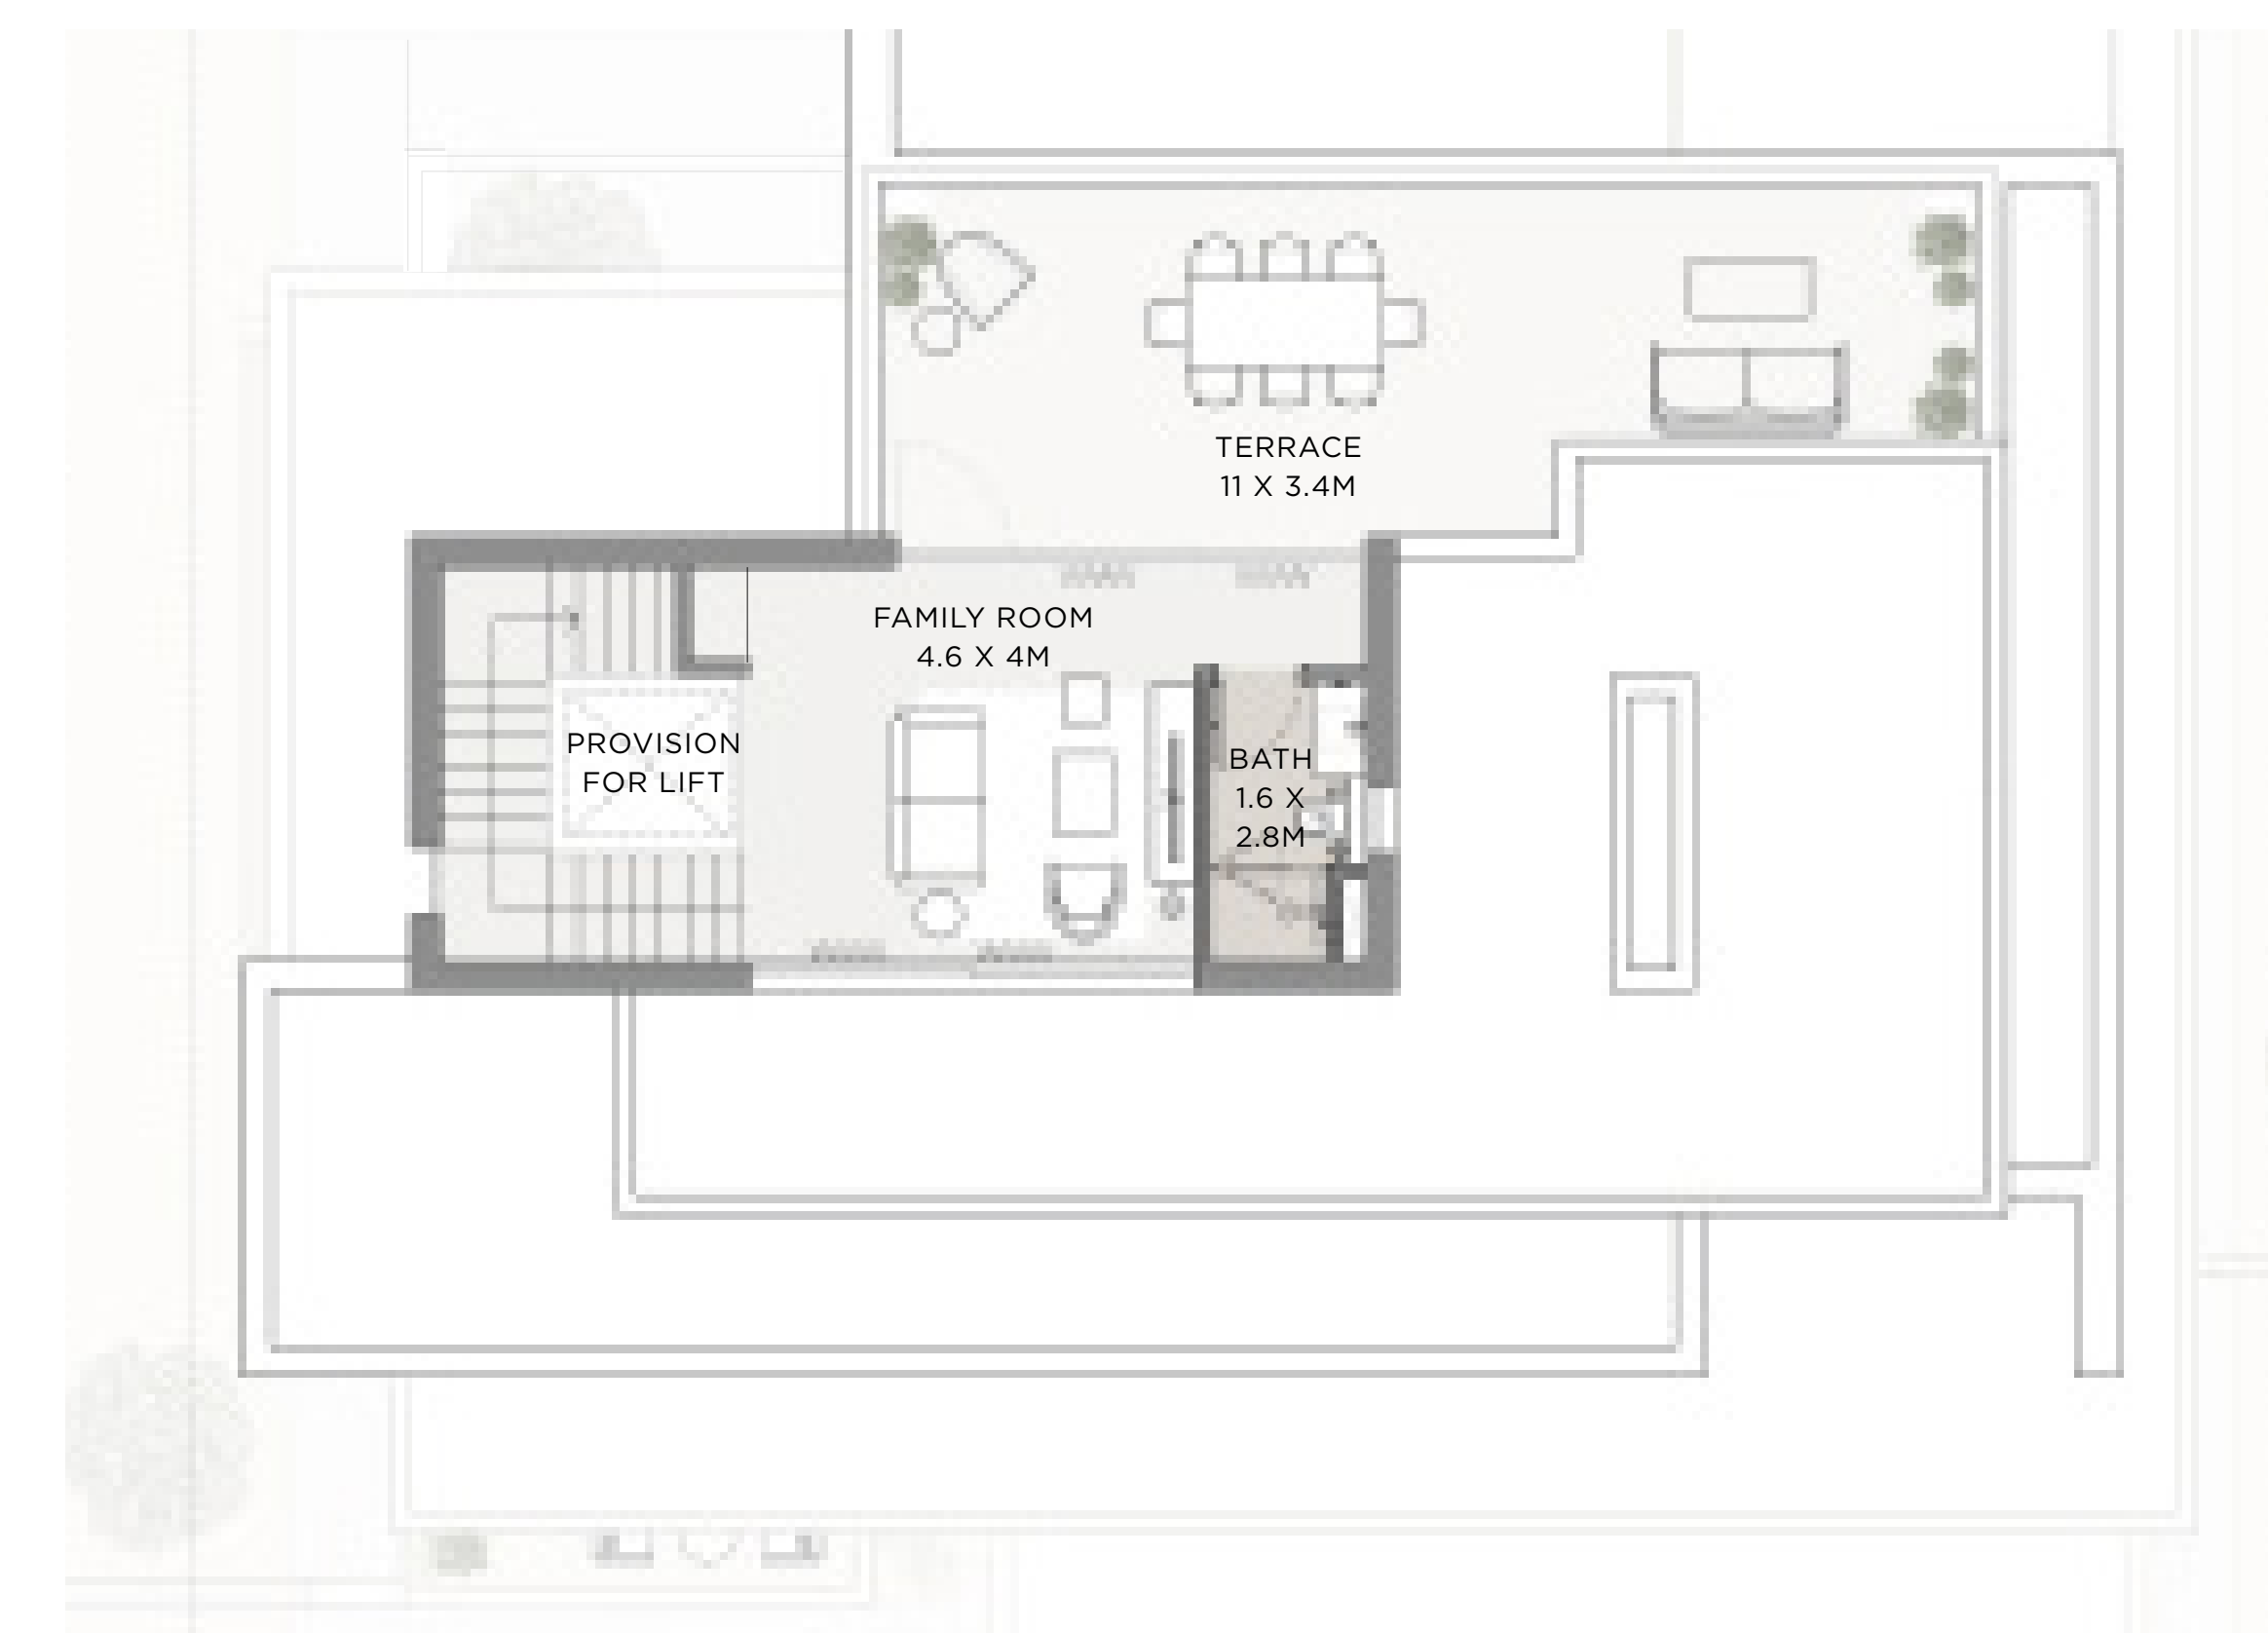 TERRACE
11 X 3.4M
FAMILY ROOM
4.6 X 4M
PROVISION
FOR LIFT
BATH
1.6 X
2.8M